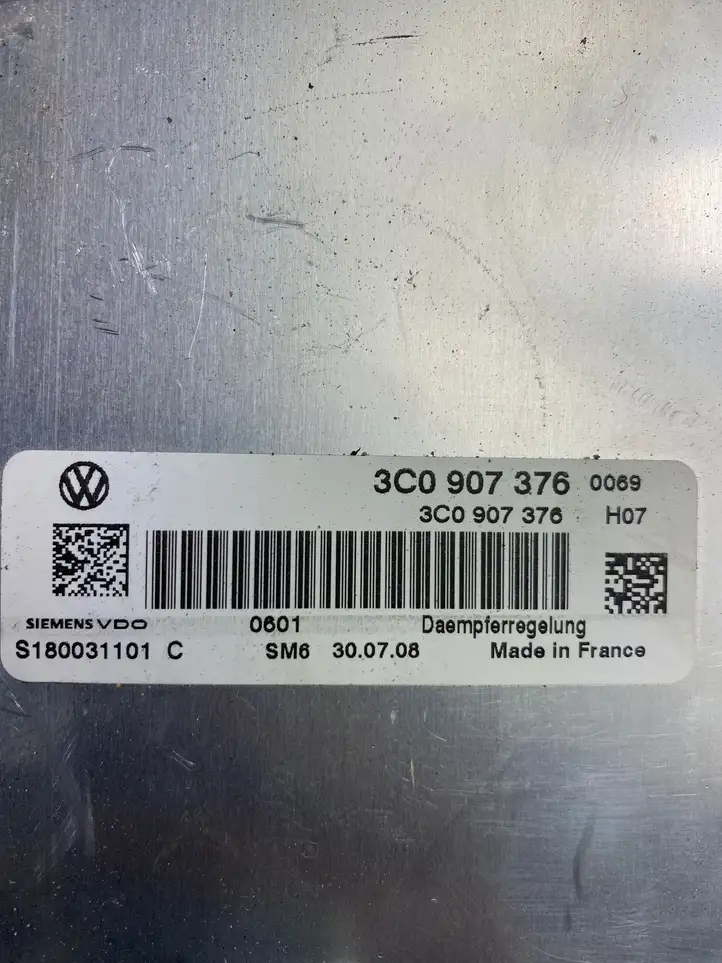 3C0 907 376 0069
3C0 907 376 H07
SIEMENS VDO 0601 Daempferregelung
S180031101 C SM6 30.07.08 Made in France